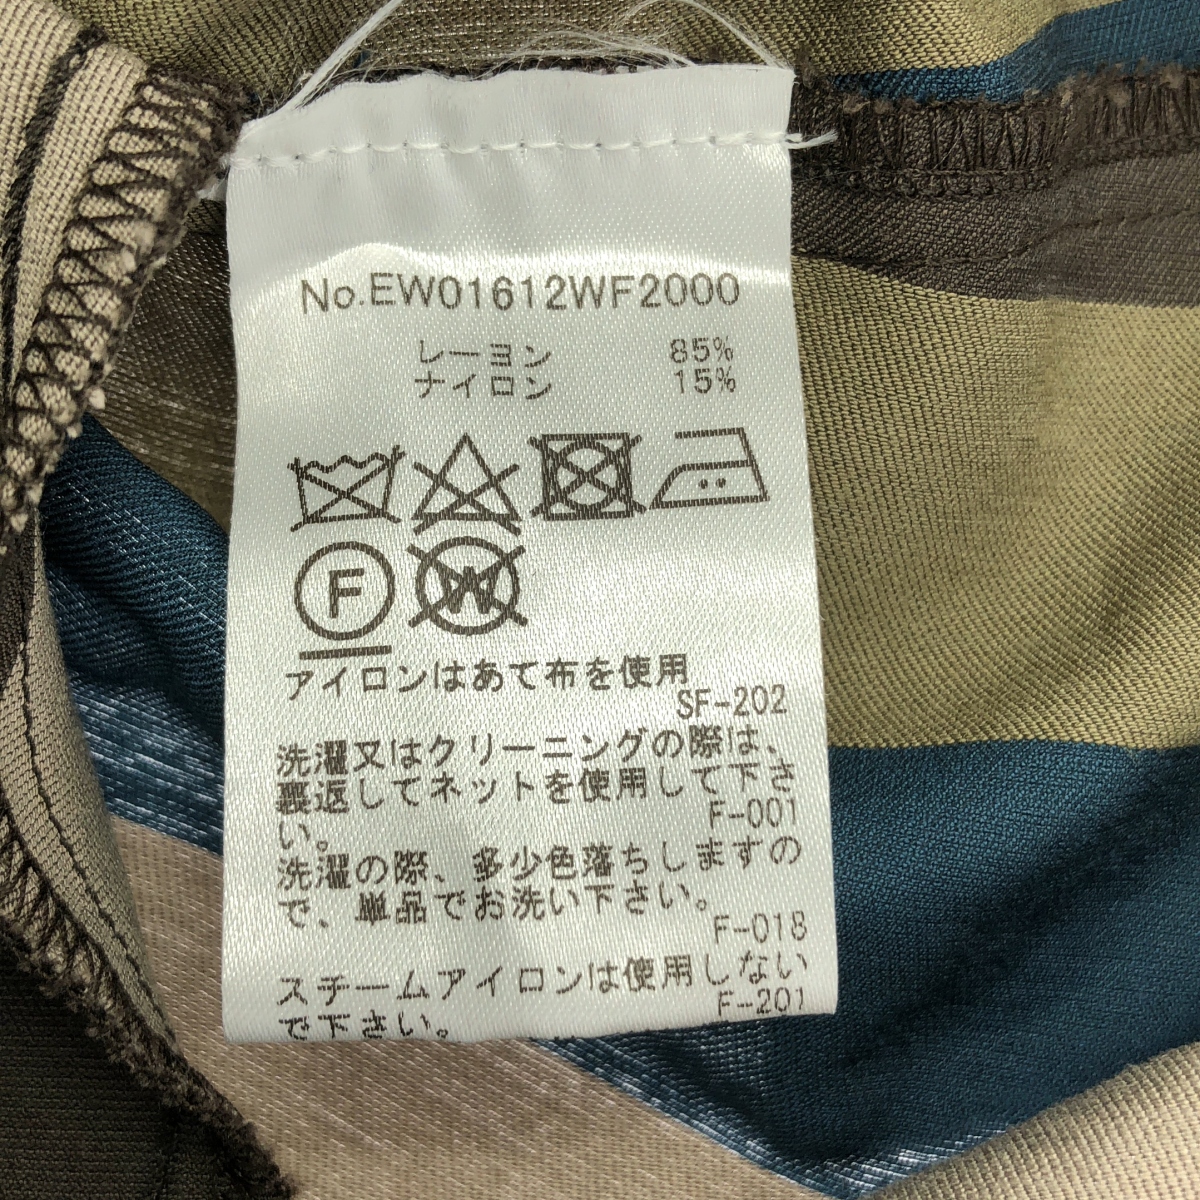 No.EW01612WF2000
レーヨン 85%
ナイロン 15%
F W
アイロンはあて布を使用
SF-202
洗濯又はクリーニングの際は、
裏返してネットを使用して下さ
い。
F-001
洗濯の際、多少色落ちしますの
で、単品でお洗い下さい。
F-018
スチームアイロンは使用しない
で下さい。
F-201